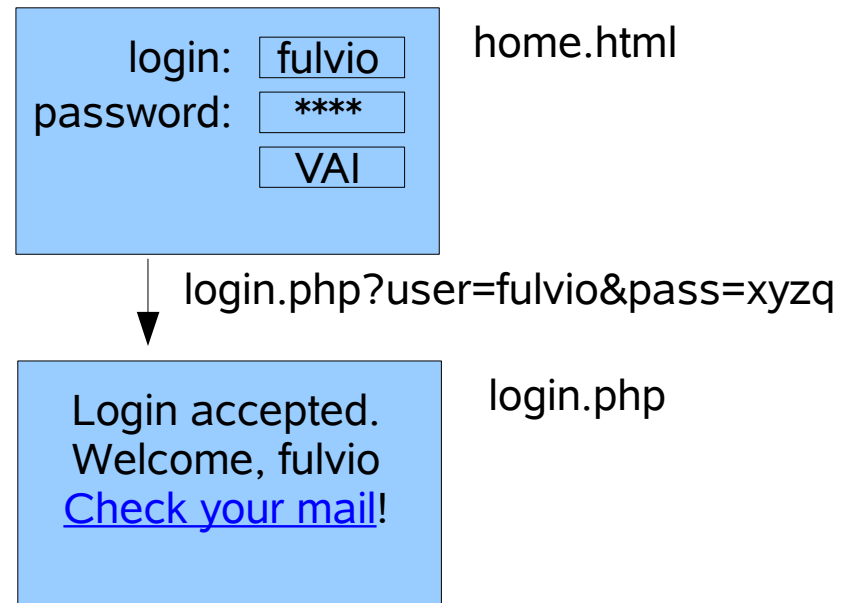 login: fulvio home.html
password: ****
VAI
login.php?user=fulvio&pass=xyzq
Login accepted. login.php
Welcome, fulvio
Check your mail!